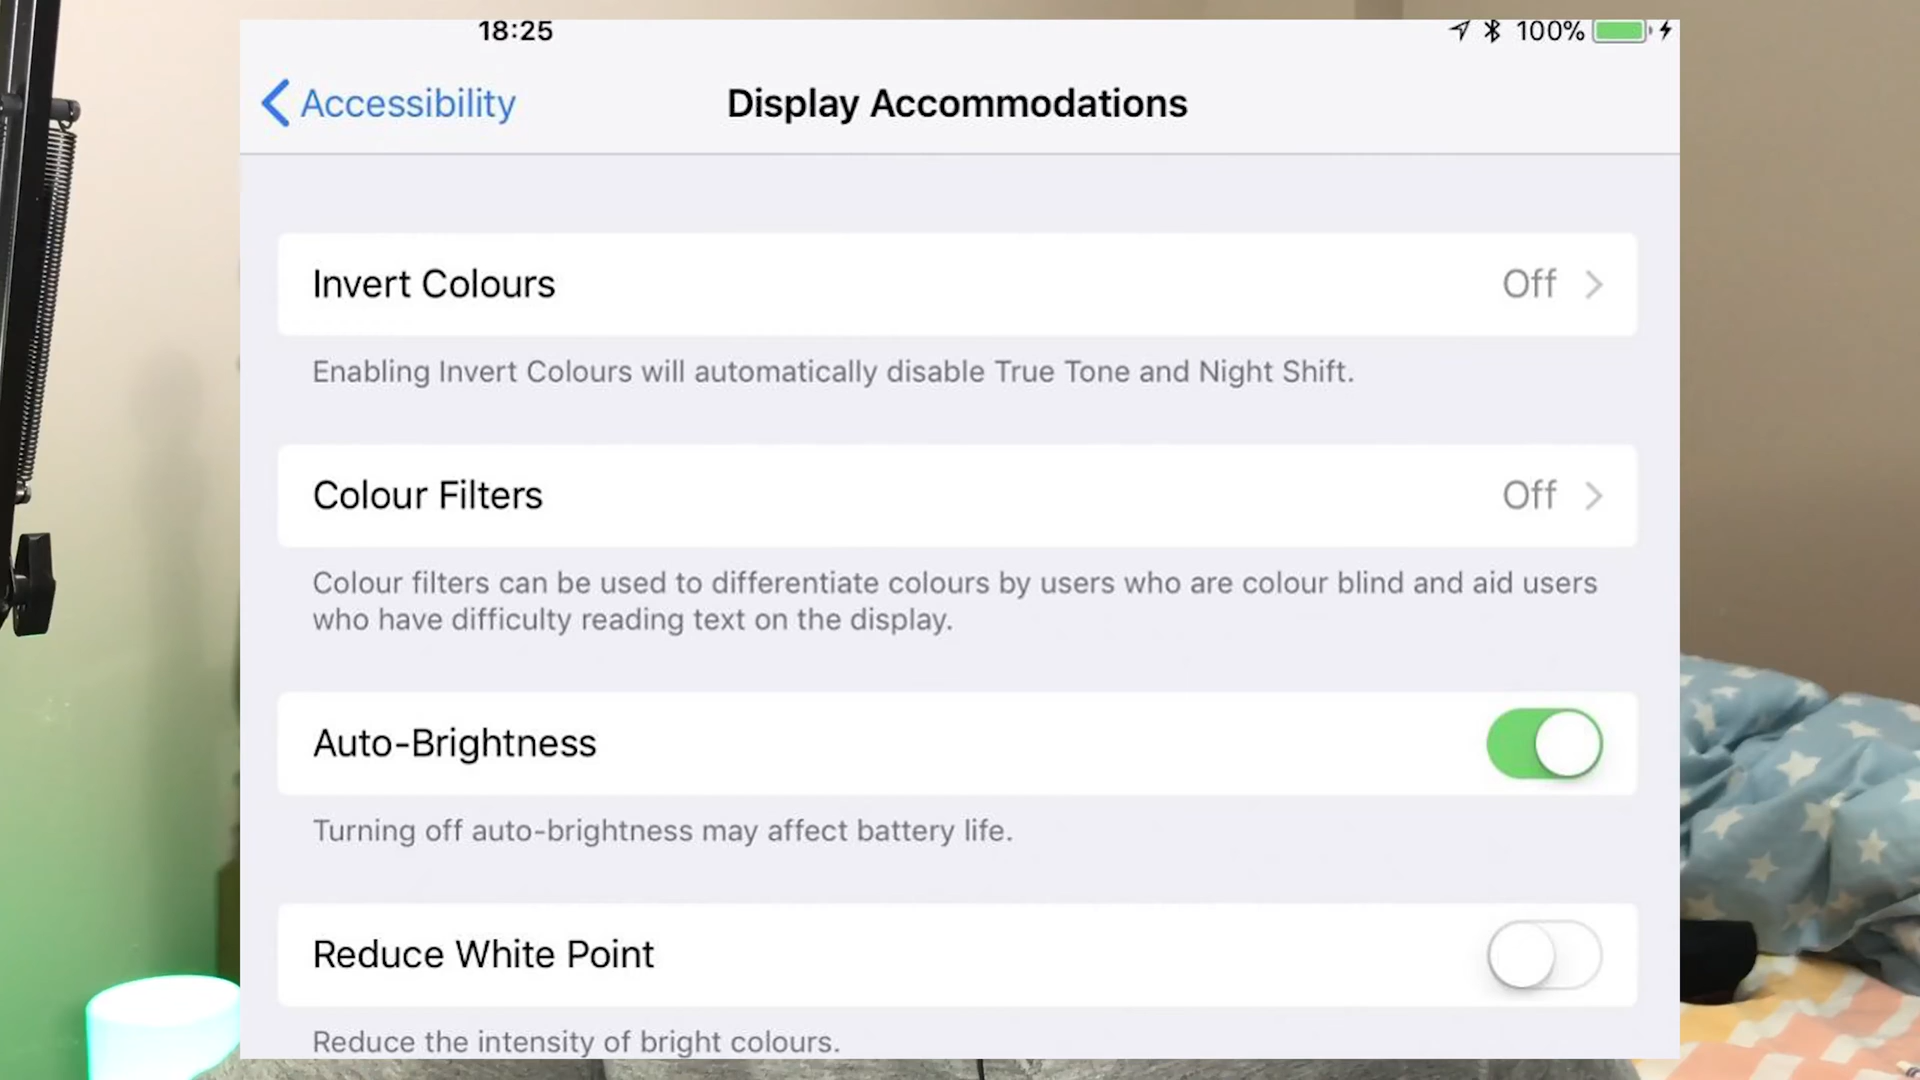 18:25
100%
Accessibility
Display Accommodations
Invert Colours
Off
Enabling Invert Colours will automatically disable True Tone and Night Shift.
Colour Filters
Off
Colour filters can be used to differentiate colours by users who are colour blind and aid users
who have difficulty reading text on the display.
Auto-Brightness
Turning off auto-brightness may affect battery life.
Reduce White Point
Reduce the intensity of bright colours.